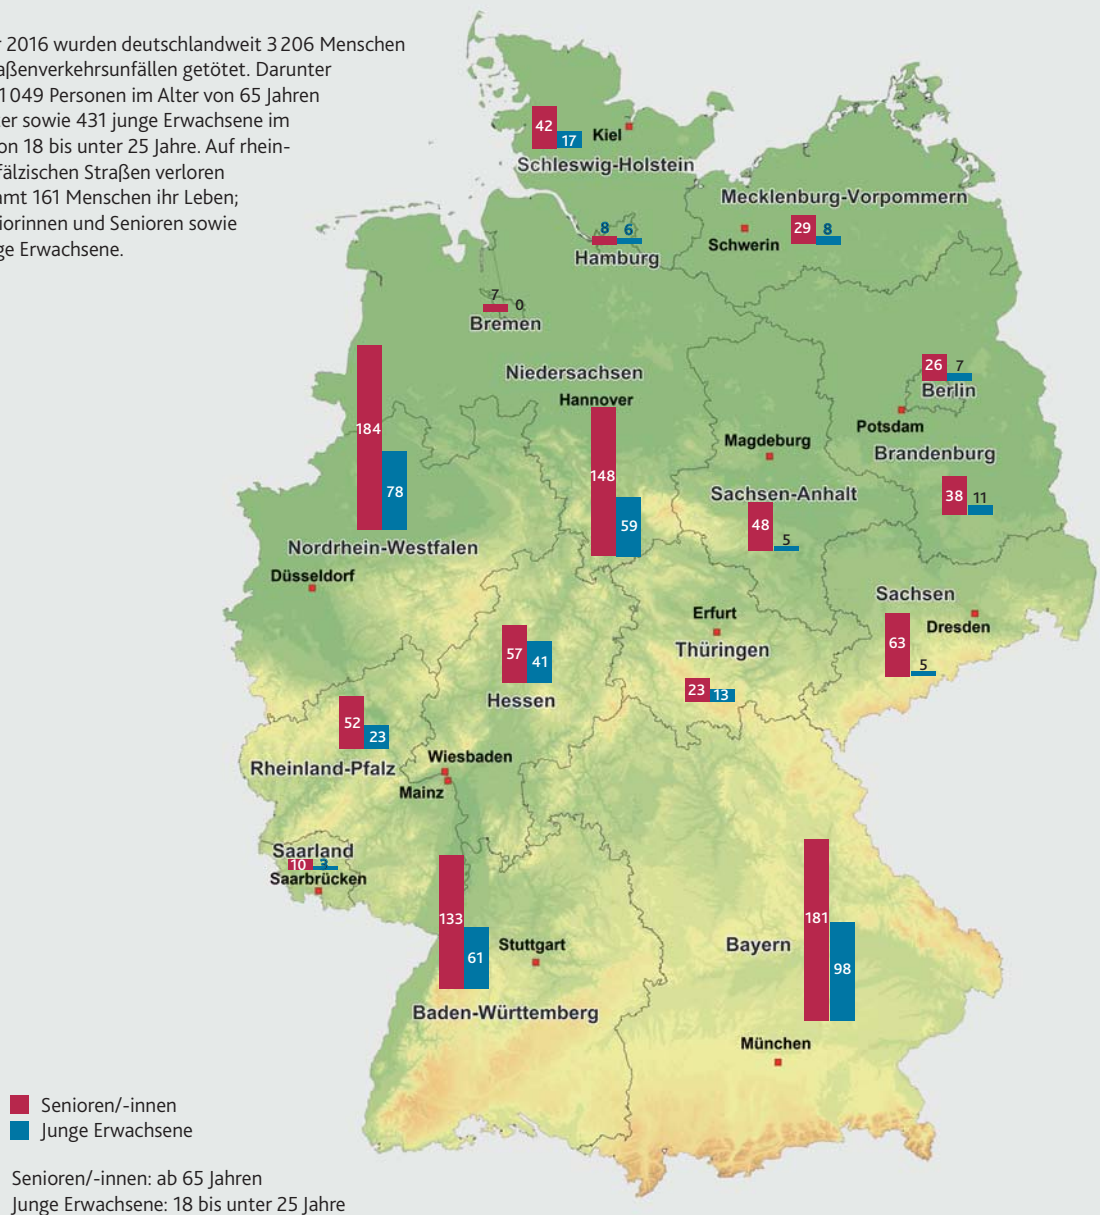 r 2016 wurden deutschlandweit 3 206 Menschen
aßenverkehrsunfällen getötet. Darunter
1 049 Personen im Alter von 65 Jahren
er sowie 431 junge Erwachsene im
on 18 bis unter 25 Jahre. Auf rhein-
fälzischen Straßen verloren
amt 161 Menschen ihr Leben;
iorinnen und Senioren sowie
ge Erwachsene.
42
17
Kiel
Schleswig-Holstein
Mecklenburg-Vorpommern
29
8
Schwerin
8
6
Hamburg
7
0
Bremen
Niedersachsen
Hannover
148
59
26
7
Berlin
Potsdam
Brandenburg
38
11
184
78
Nordrhein-Westfalen
Düsseldorf
Magdeburg
Sachsen-Anhalt
48
5
Sachsen
Dresden
63
5
Erfurt
Thüringen
23
13
57
41
Hessen
52
23
Rheinland-Pfalz
Wiesbaden
Mainz
Saarland
10
3
Saarbrücken
133
61
Stuttgart
Baden-Württemberg
181
98
Bayern
München
Senioren/-innen
Junge Erwachsene
Senioren/-innen: ab 65 Jahren
Junge Erwachsene: 18 bis unter 25 Jahre